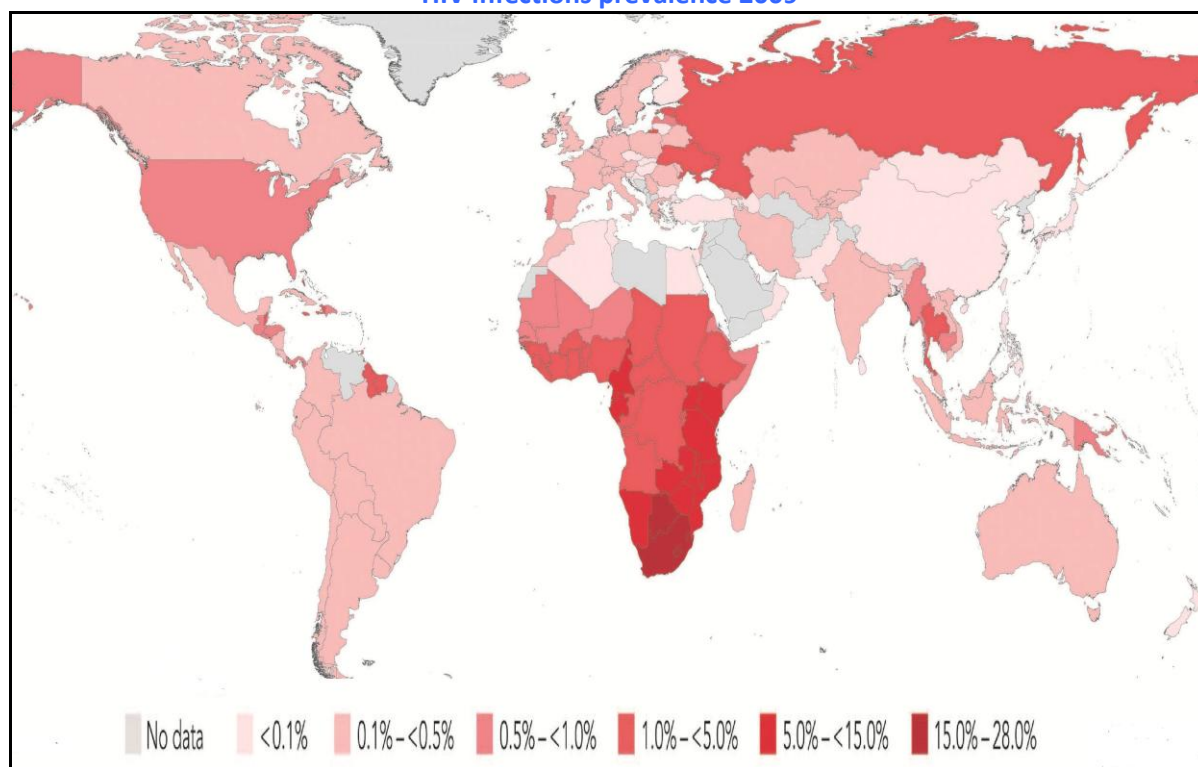 HIV infections prevalence 2009
No data <0.1% 0.1%–<0.5% 0.5%–<1.0% 1.0%–<5.0% 5.0%–<15.0% 15.0%–28.0%